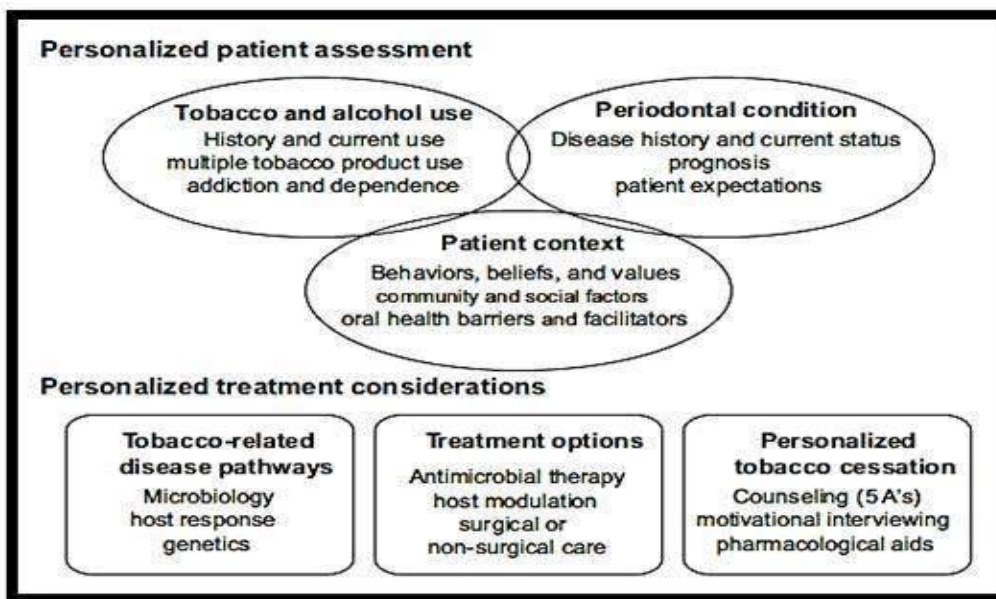 Personalized patient assessment
Tobacco and alcohol use
History and current use
multiple tobacco product use
addiction and dependence
Periodontal condition
Disease history and current status
prognosis
patient expectations
Patient context
Behaviors, beliefs, and values
community and social factors
oral health barriers and facilitators
Personalized treatment considerations
Tobacco-related
disease pathways
Microbiology
host response
genetics
Treatment options
Antimicrobial therapy
host modulation
surgical or
non-surgical care
Personalized
tobacco cessation
Counseling (5 A's)
motivational interviewing
pharmacological aids